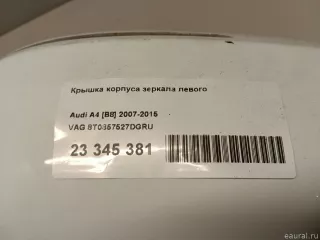 Крышка корпуса зеркала левого
Audi A4 [B8] 2007-2015
VAG 8T0857527DGRU
23 345 381
eaural.ru